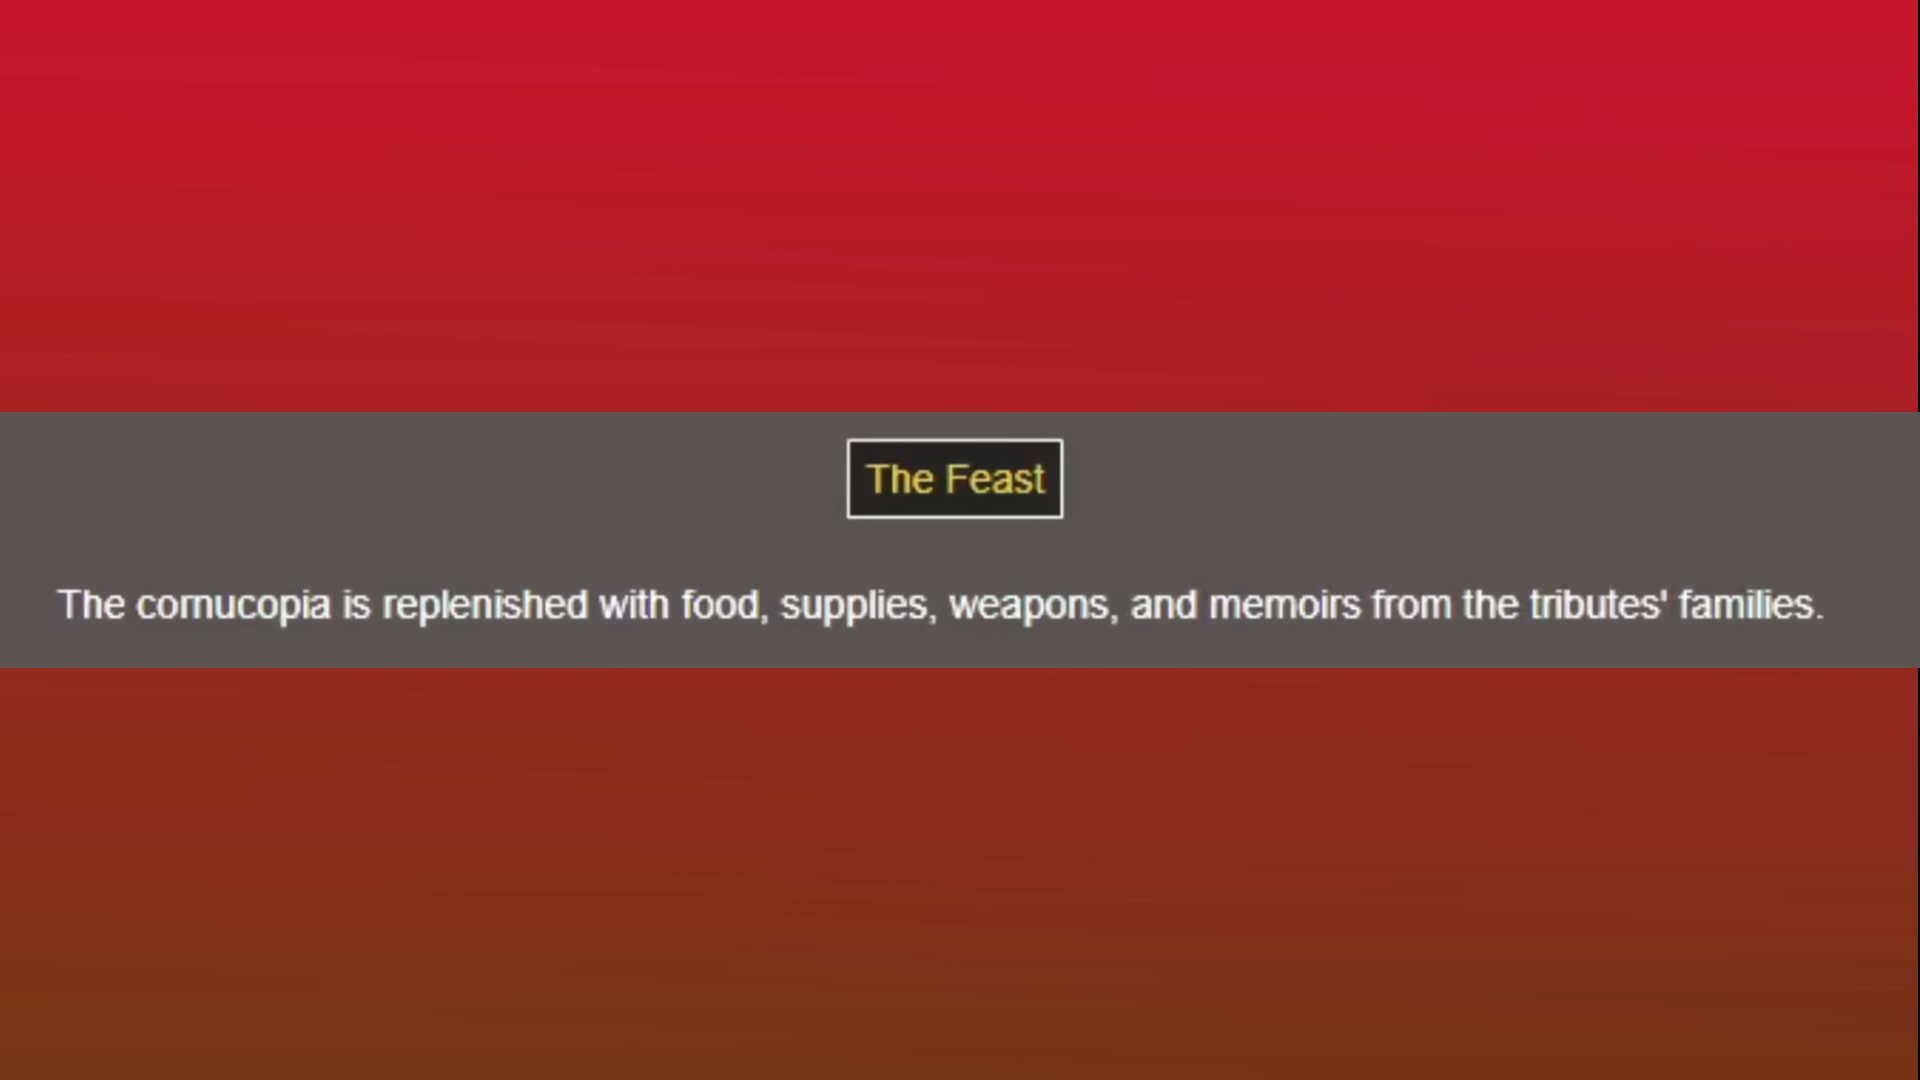 The Feast
The cornucopia is replenished with food, supplies, weapons, and memoirs from the tributes' families.